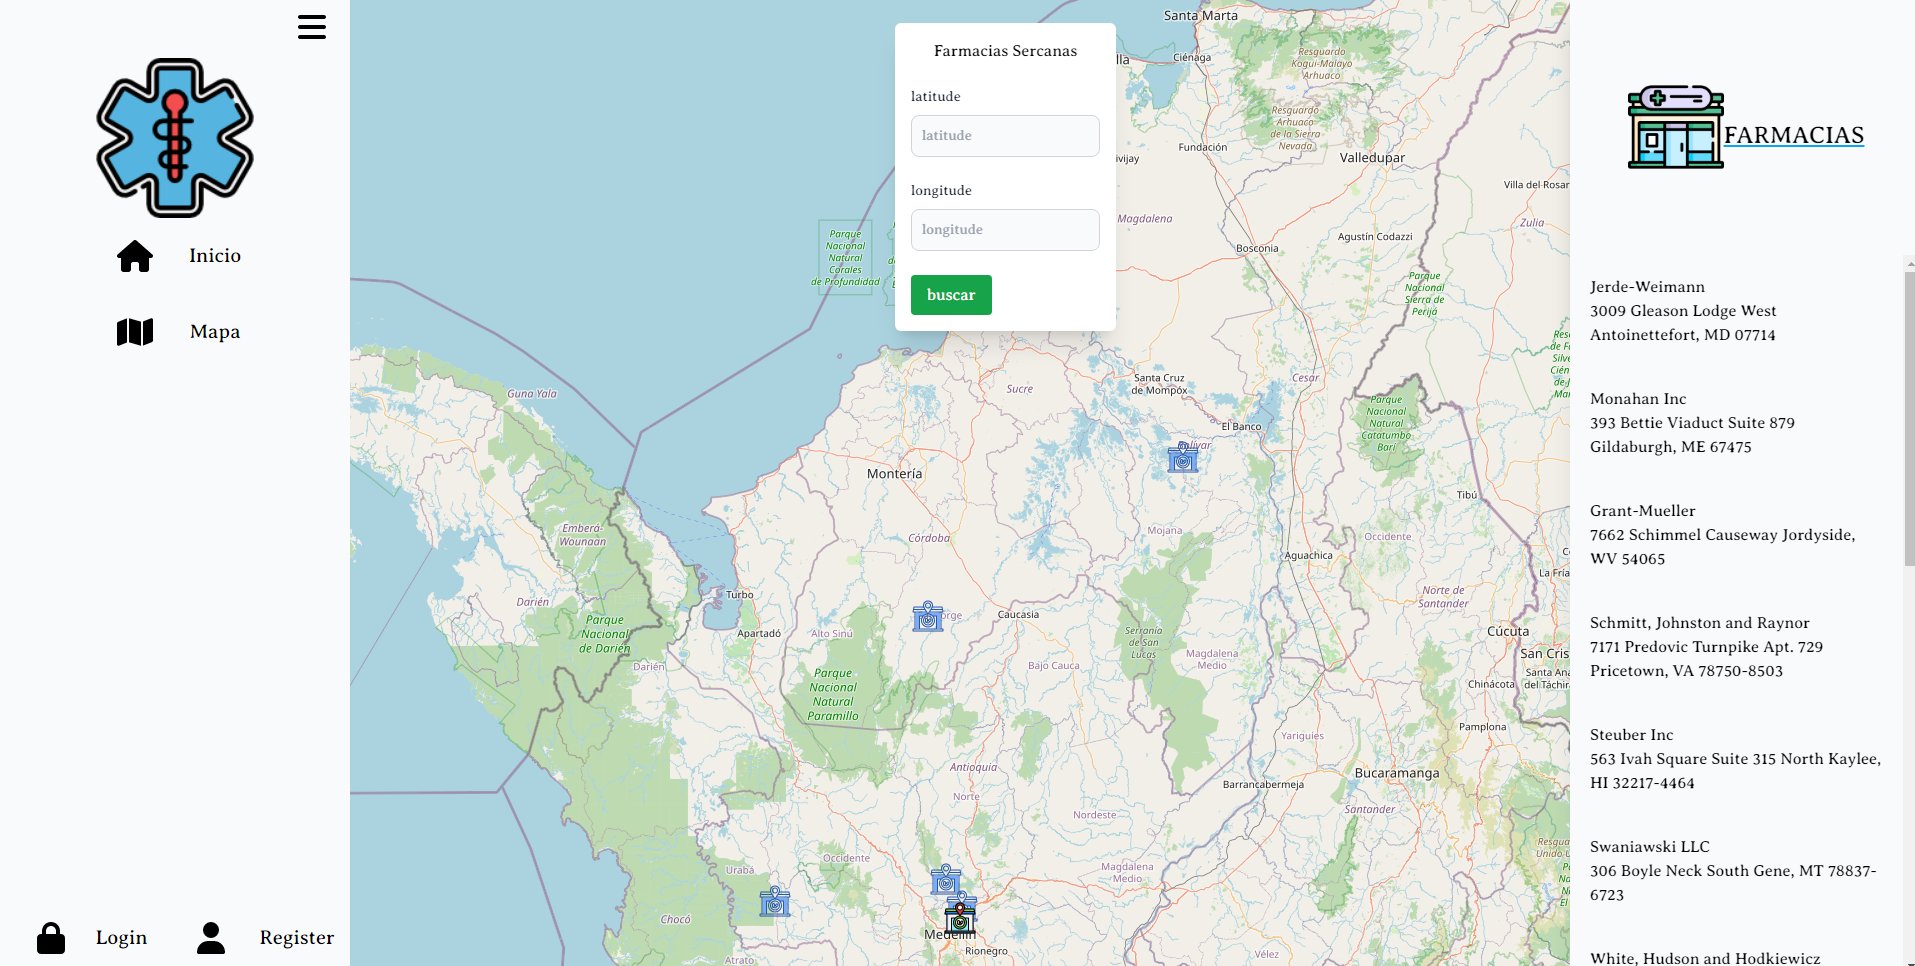 Inicio
Mapa
Login
Register
Farmacias Sercanas
latitude
latitude
longitude
longitude
buscar
Santa Marta
Ciénaga
Resguardo
Kogui-Malayo
Arhuaco
Resguardo
Arhuaco
de la Sierra
Nevada
Fundación
Valledupar
Villa del Rosar
Magdalena
Zulia
Agustín Codazzi
Bosconia
Parque
Nacional
Natural
Corales
de Profundidad
Parque
Nacional
Sierra de
Perijá
Guna Yala
Sucre
Santa Cruz
de Mompóx
Cesar
Parque
Nacional
Natural
Catatumbo
Barí
El Banco
Montería
Tibú
Emberá-
Wounaan
Córdoba
Mojana
Occidente
Aguachica
La Fría
Darién
Turbo
Norte de
Santander
Parque
Nacional
de Darién
Apartadó
Alto Sinú
Caucasia
Serranía
de San
Lucas
Cúcuta
Magdalena
Medio
San Cris
Darién
Bajo Cauca
Parque
Nacional
Natural
Paramillo
Chinácota
Santa Ana
del Táchir
Pamplona
Yariguíes
Antioquia
Bucaramanga
Barrancabermeja
Norte
Nordeste
Santander
Occidente
Urabá
Magdalena
Medio
Chocó
Medellín
Rionegro
Vélez
Atrato
FARMACIAS
Jerde-Weimann
3009 Gleason Lodge West
Antoinettefort, MD 07714
Monahan Inc
393 Bettie Viaduct Suite 879
Gildaburgh, ME 67475
Grant-Mueller
7662 Schimmel Causeway Jordyside,
WV 54065
Schmitt, Johnston and Raynor
7171 Predovic Turnpike Apt. 729
Pricetown, VA 78750-8503
Steuber Inc
563 Ivah Square Suite 315 North Kaylee,
HI 32217-4464
Swaniawski LLC
306 Boyle Neck South Gene, MT 78837-
6723
White, Hudson and Hodkiewicz